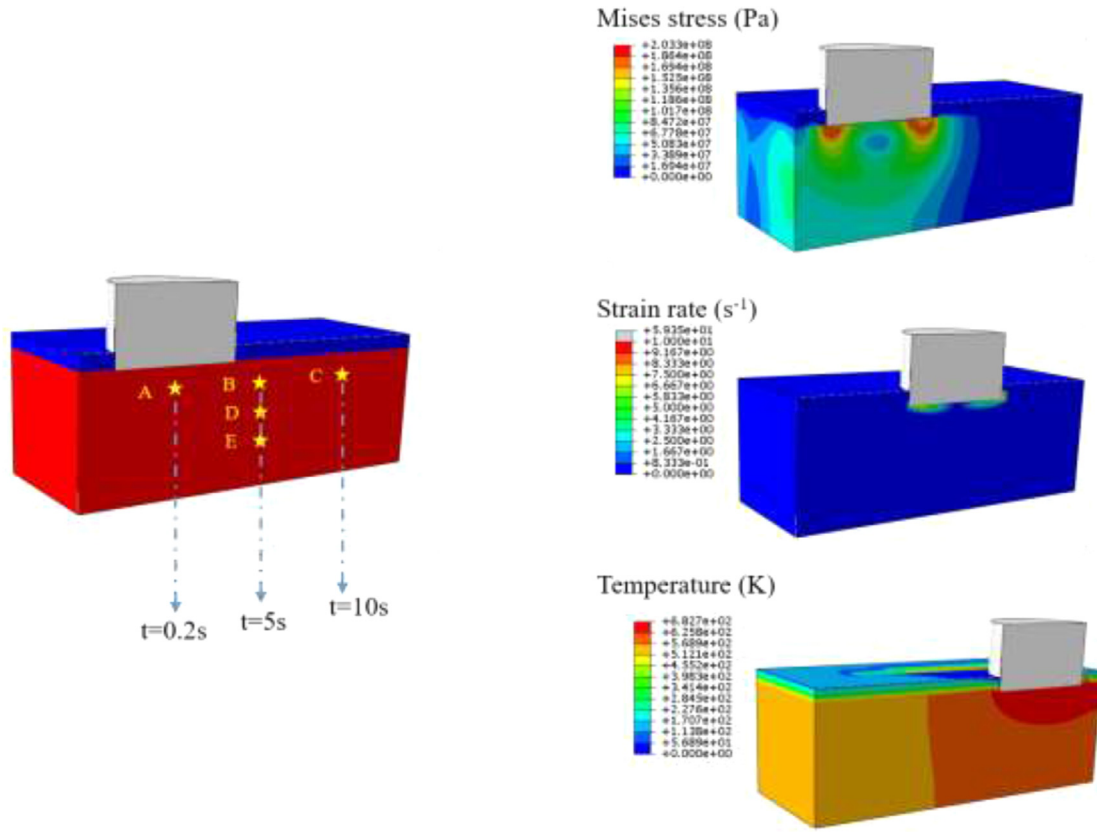 Mises stress (Pa)
+2.033e+08
+1.864e+08
+1.694e+08
+1.525e+08
+1.356e+08
+1.186e+08
+1.017e+08
+8.472e+07
+6.778e+07
+5.083e+07
+3.389e+07
+1.694e+07
+0.000e+00
A
B
C
D
E
t=0.2s
t=5s
t=10s
Strain rate (s-1)
+5.935e+01
+1.000e+01
+9.167e+00
+8.333e+00
+7.500e+00
+6.667e+00
+5.833e+00
+5.000e+00
+4.167e+00
+3.333e+00
+2.500e+00
+1.667e+00
+8.333e-01
+0.000e+00
Temperature (K)
+6.827e+02
+6.258e+02
+5.689e+02
+5.121e+02
+4.552e+02
+3.983e+02
+3.414e+02
+2.845e+02
+2.276e+02
+1.707e+02
+1.138e+02
+5.689e+01
+0.000e+00